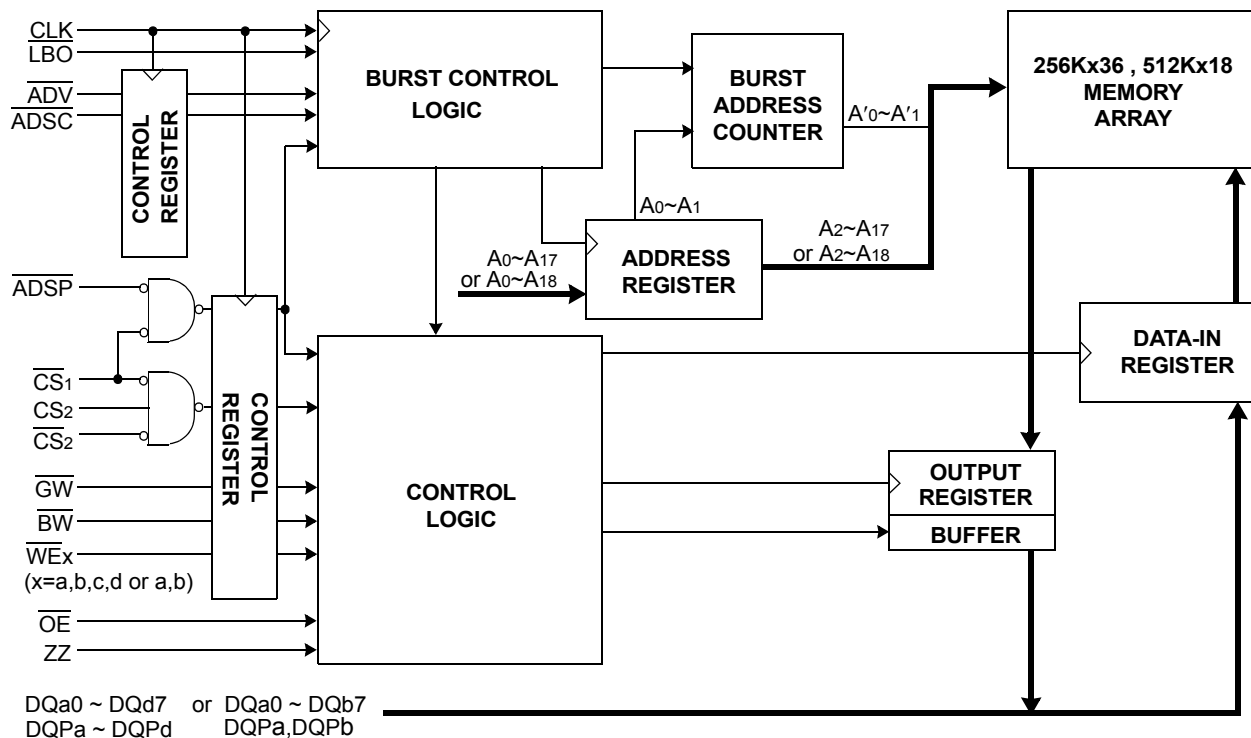 CLK
LBO
ADV
ADSC
CONTROL
REGISTER
BURST CONTROL
LOGIC
BURST
ADDRESS
COUNTER
A′0~A′1
256Kx36 , 512Kx18
MEMORY
ARRAY
A0~A1
A0~A17
or A0~A18
ADDRESS
REGISTER
A2~A17
or A2~A18
ADSP
CS1
CS2
CS2
CONTROL
REGISTER
DATA-IN
REGISTER
GW
BW
WEx
(x=a,b,c,d or a,b)
OE
ZZ
CONTROL
LOGIC
OUTPUT
REGISTER
BUFFER
DQa0 ~ DQd7 or DQa0 ~ DQb7
DQPa ~ DQPd DQPa,DQPb